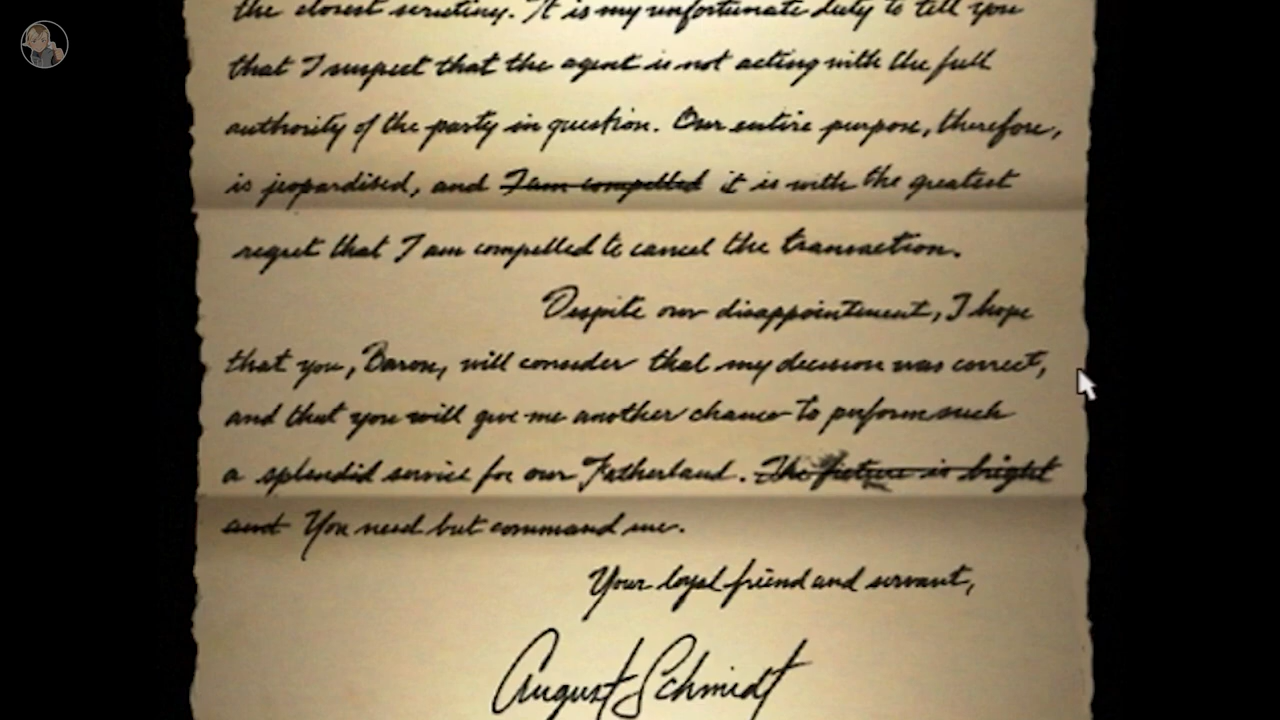 the closest scrutiny. It is my unfortunate duty to tell you
that I suspect that the agent is not acting with the full
authority of the party in question. Our entire purpose, therefore,
is jeopardised, and I am compelled it is with the greatest
regret that I am compelled to cancel the transaction.
Despite our disappointment, I hope
that you, Baron, will consider that my decision was correct,
and that you will give me another chance to perform such
a splendid service for our Fatherland. The future is bright
and You need but command me.
Your loyal friend and servant,
August Schmidt